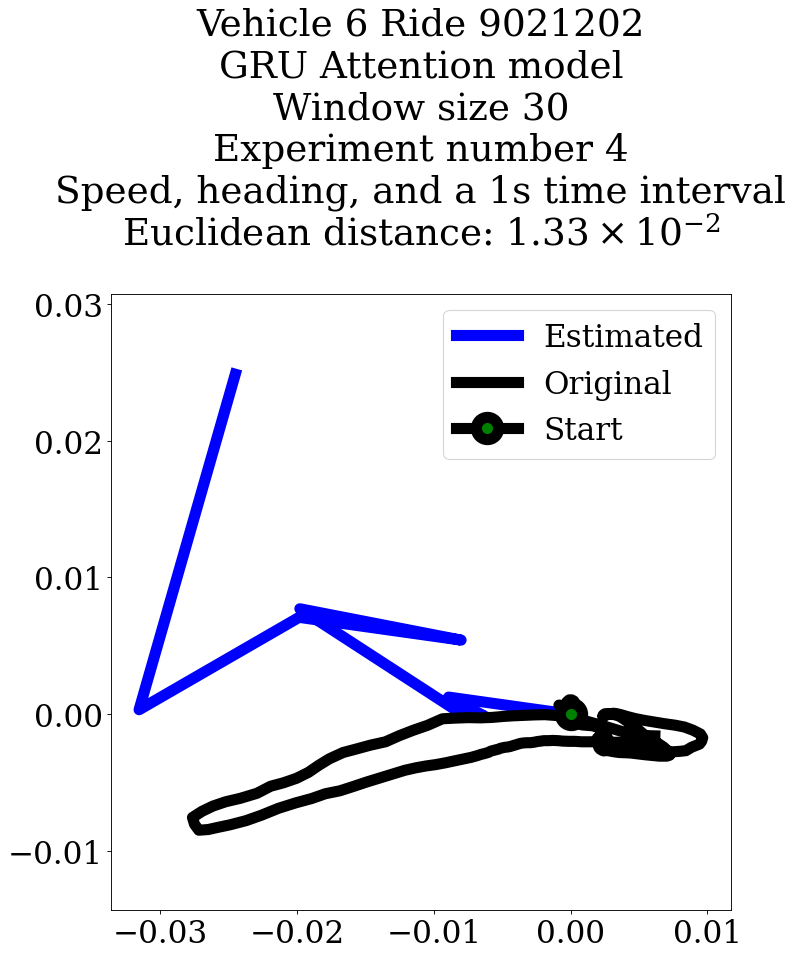 Vehicle 6 Ride 9021202
GRU Attention model
Window size 30
Experiment number 4
Speed, heading, and a 1s time interval
Euclidean distance: 1.33 × 10⁻²
0.03
0.02
0.01
0.00
−0.01
Estimated
Original
Start
−0.03 −0.02 −0.01 0.00 0.01